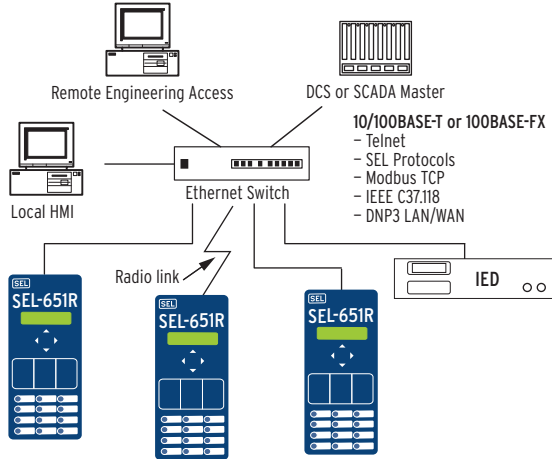 Remote Engineering Access
DCS or SCADA Master
10/100BASE-T or 100BASE-FX
– Telnet
– SEL Protocols
– Modbus TCP
– IEEE C37.118
– DNP3 LAN/WAN
Local HMI
Ethernet Switch
Radio link
IED
SEL
SEL-651R
SEL
SEL-651R
SEL
SEL-651R